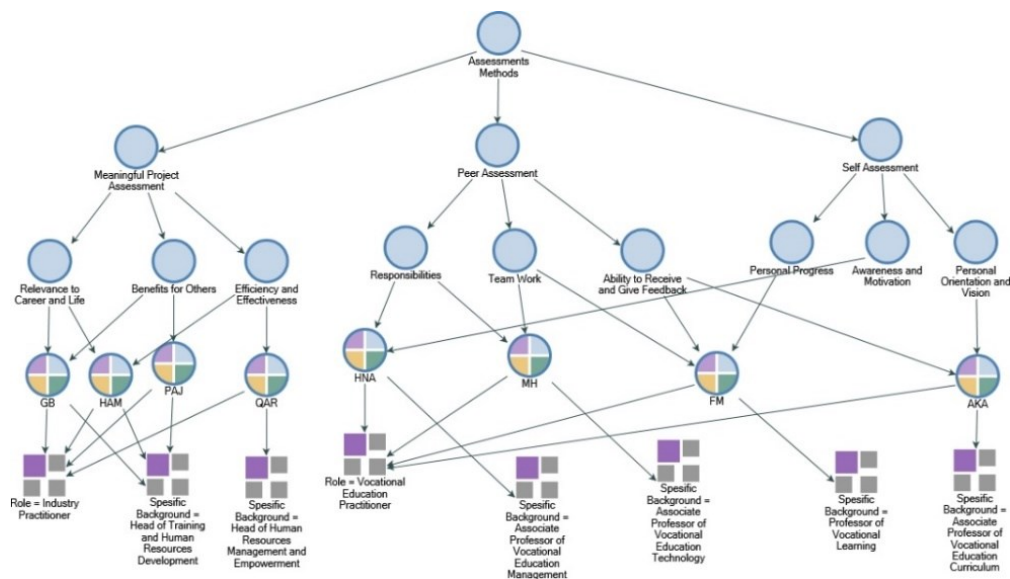 Assessments
Methods
Meaningful Project
Assessment
Peer Assessment
Self Assessment
Relevance to
Career and Life
Benefits for Others
Efficiency and
Effectiveness
Responsibilities
Team Work
Ability to Receive
and Give Feedback
Personal Progress
Awareness and
Motivation
Personal
Orientation and
Vision
GB
HAM
PAJ
QAR
HNA
MH
FM
AKA
Role = Industry
Practitioner
Spesific
Background =
Head of Training
and Human
Resources
Development
Spesific
Background =
Head of Human
Resources
Management and
Empowerment
Role = Vocational
Education
Practitioner
Spesific
Background =
Associate
Professor of
Vocational
Education
Management
Spesific
Background =
Associate
Professor of
Vocational
Education
Technology
Spesific
Background =
Professor of
Vocational
Learning
Spesific
Background =
Associate
Professor of
Vocational
Education
Curriculum